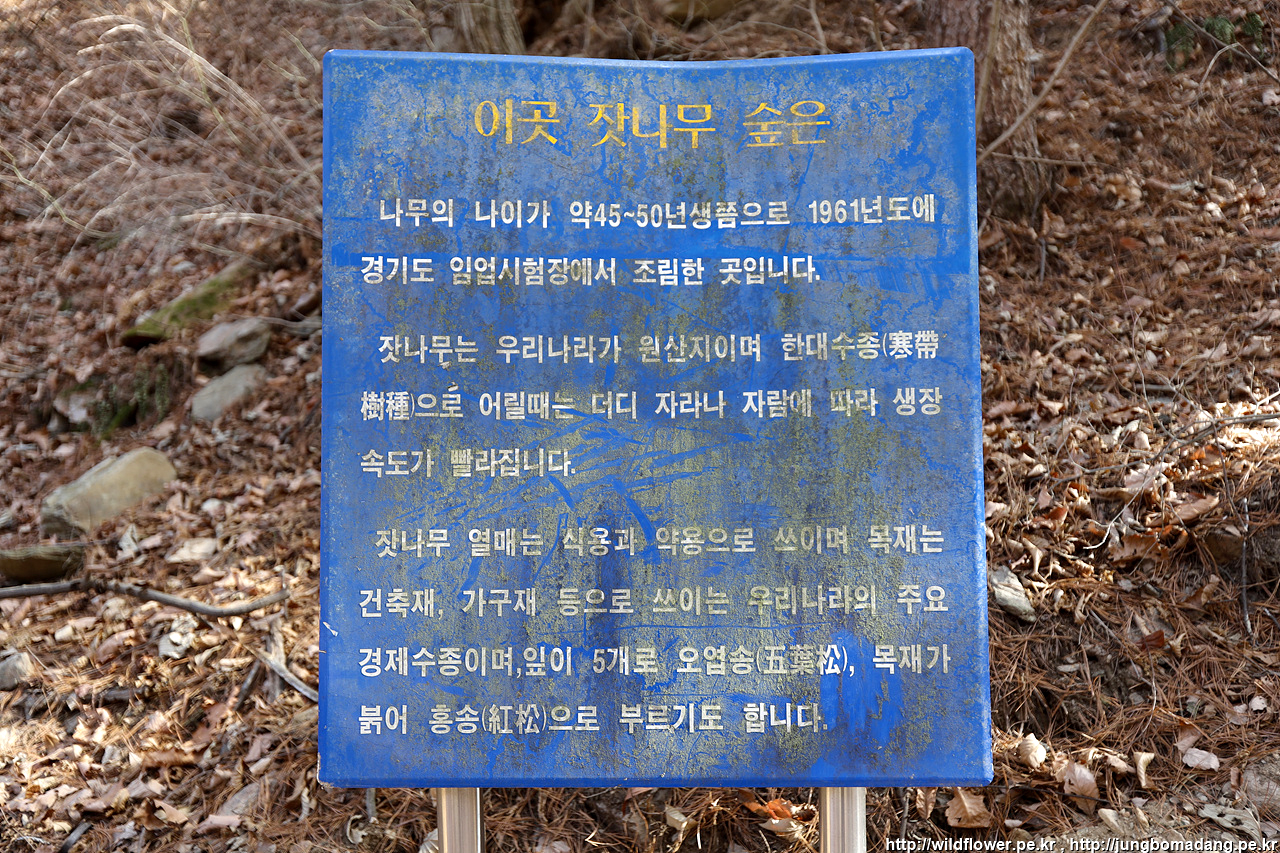 이곳 잣나무 숲은
나무의 나이가 약45~50년생쯤으로 1961년도에
경기도 임업시험장에서 조림한 곳입니다.
잣나무는 우리나라가 원산지이며 한대수종(寒帶
樹種)으로 어릴때는 더디 자라나 자람에 따라 생장
속도가 빨라집니다.
잣나무 열매는 식용과 약용으로 쓰이며 목재는
건축재, 가구재 등으로 쓰이는 우리나라의 주요
경제수종이며,잎이 5개로 오엽송(五葉松), 목재가
붉어 홍송(紅松)으로 부르기도 합니다.
http://wildflower.pe.kr , http://jungbomadang.pe.kr